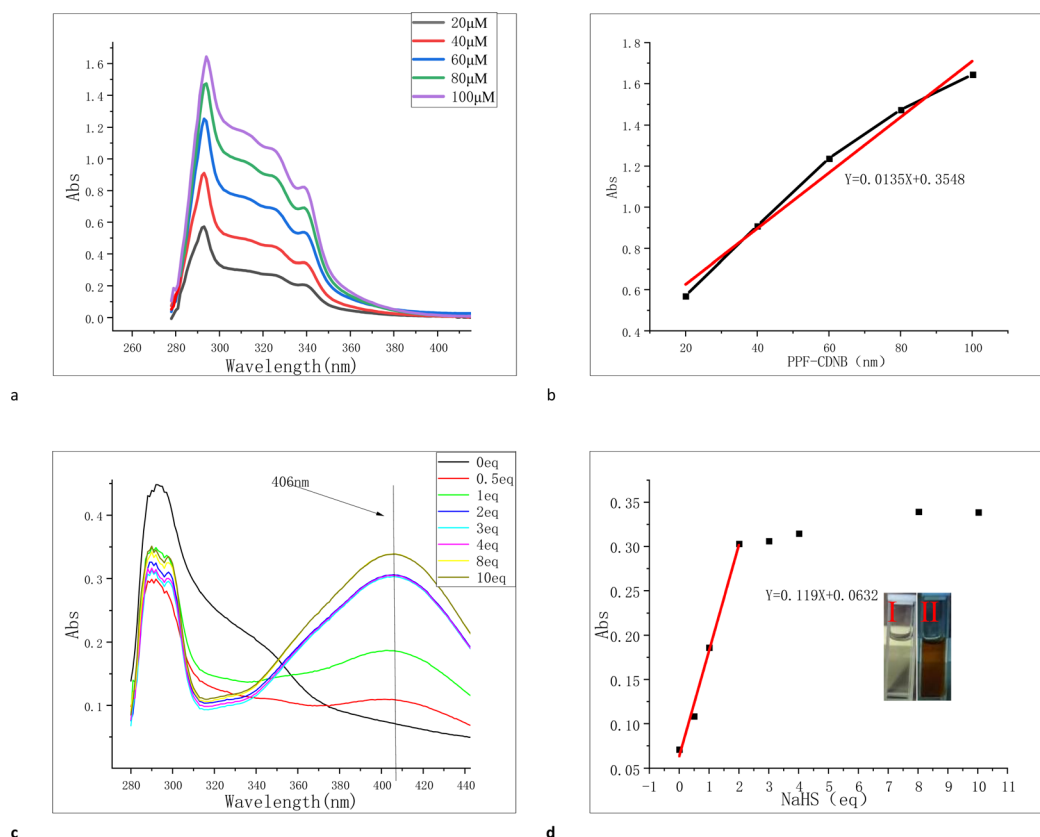 20μM
40μM
60μM
80μM
100μM
1.6
1.4
1.2
1.0
0.8
0.6
0.4
0.2
0.0
Abs
260 280 300 320 340 360 380 400
Wavelength(nm)
a
1.8
1.6
1.4
1.2
1.0
0.8
0.6
0.4
Abs
Y=0.0135X+0.3548
20 40 60 80 100
PPF-CDNB（nm）
b
0eq
0.5eq
1eq
2eq
3eq
4eq
8eq
10eq
406nm
0.4
0.3
0.2
0.1
Abs
280 300 320 340 360 380 400 420 440
Wavelength(nm)
c
0.35
0.30
0.25
0.20
0.15
0.10
0.05
Abs
Y=0.119X+0.0632
I II
-1 0 1 2 3 4 5 6 7 8 9 10 11
NaHS（eq）
d